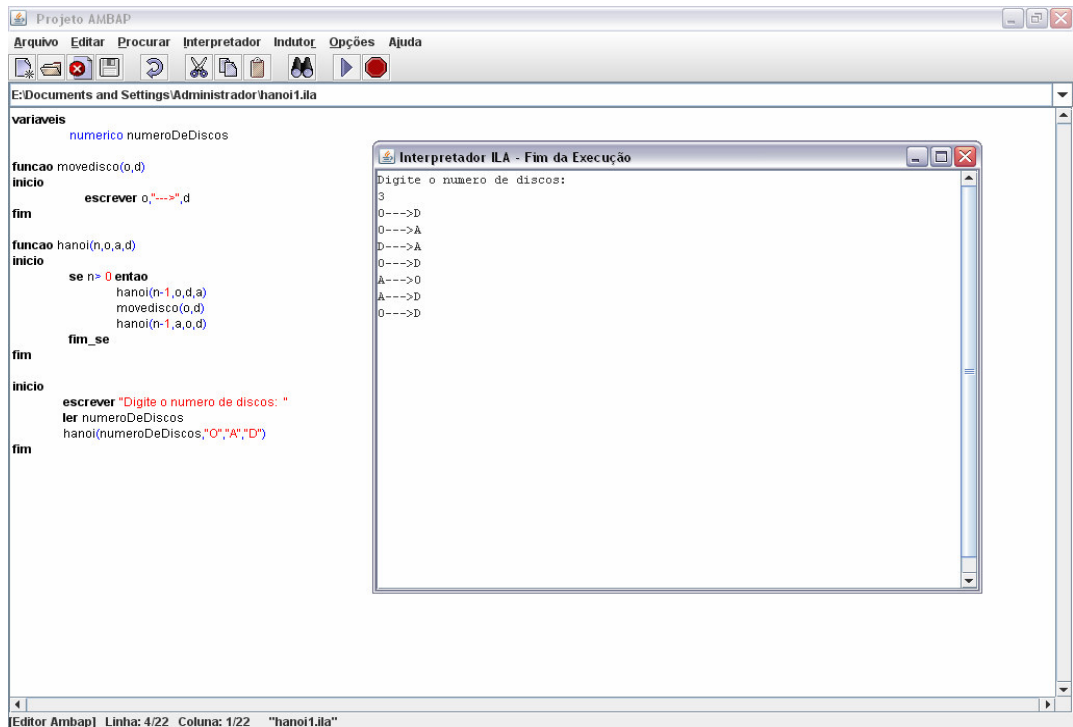 Projeto AMBAP
Arquivo Editar Procurar Interpretador Indutor Opções Ajuda
E:\Documents and Settings\Administrador\hanoi1.ila
variaveis
numerico numeroDeDiscos
funcao movedisco(o,d)
inicio
escrever o,"--->",d
fim
funcao hanoi(n,o,a,d)
inicio
se n> 0 entao
hanoi(n-1,o,d,a)
movedisco(o,d)
hanoi(n-1,a,o,d)
fim_se
fim
inicio
escrever "Digite o numero de discos: "
ler numeroDeDiscos
hanoi(numeroDeDiscos,"O","A","D")
fim
Interpretador ILA - Fim da Execução
Digite o numero de discos:
3
O--->D
O--->A
D--->A
O--->D
A--->O
A--->D
O--->D
[Editor Ambap] Linha: 4/22 Coluna: 1/22 "hanoi1.ila"